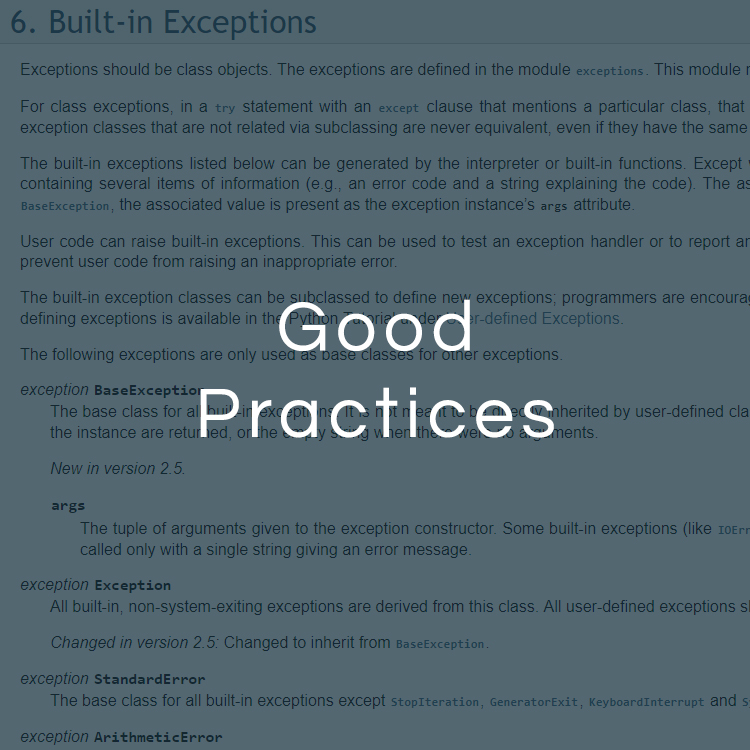 6. Built-in Exceptions
Exceptions should be class objects. The exceptions are defined in the module exceptions. This module
For class exceptions, in a try statement with an except clause that mentions a particular class, that
exception classes that are not related via subclassing are never equivalent, even if they have the same
The built-in exceptions listed below can be generated by the interpreter or built-in functions. Except
containing several items of information (e.g., an error code and a string explaining the code). The
BaseException, the associated value is present as the exception instance's args attribute.
User code can raise built-in exceptions. This can be used to test an exception handler or to report
prevent user code from raising an inappropriate error.
The built-in exception classes can be subclassed to define new exceptions; programmers are
defining exceptions is available in the Python Tutorial under User-defined Exceptions.
Good
The following exceptions are only used as base classes for other exceptions.
exception BaseException
Practices
The base class for all built-in exceptions. It is not meant to be directly inherited by user-defined
the instance are returned, or the empty string when there were no arguments.
New in version 2.5.
args
The tuple of arguments given to the exception constructor. Some built-in exceptions (like
called only with a single string giving an error message.
exception Exception
All built-in, non-system-exiting exceptions are derived from this class. All user-defined exceptions
Changed in version 2.5: Changed to inherit from BaseException.
exception StandardError
The base class for all built-in exceptions except StopIteration, GeneratorExit, KeyboardInterrupt and
exception ArithmeticError